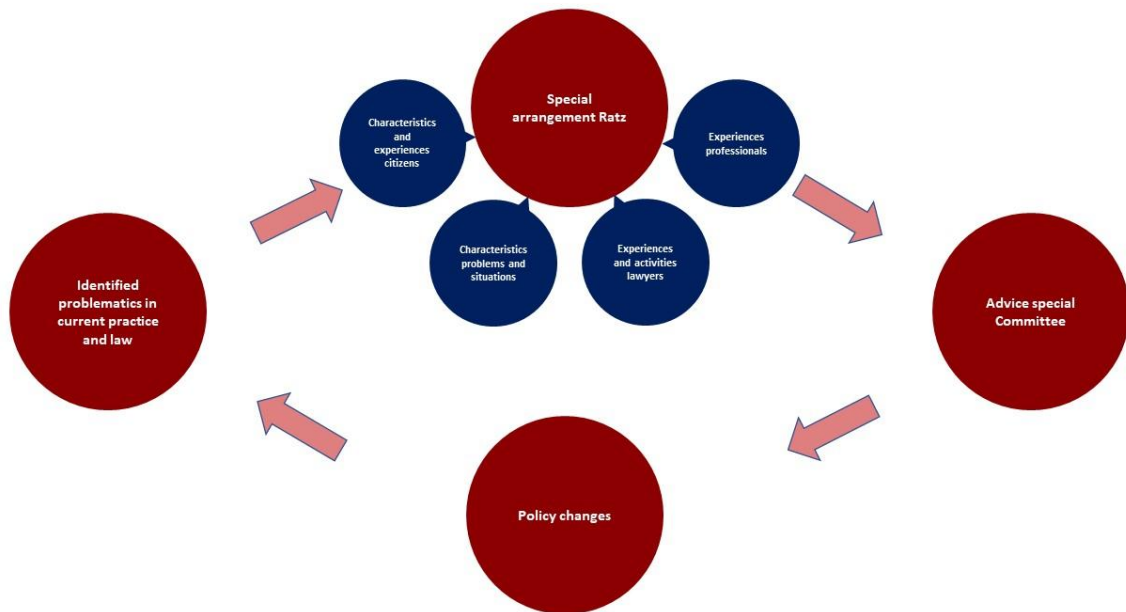 Special
arrangement Ratz
Characteristics
and
experiences
citizens
Experiences
professionals
Characteristics
problems and
situations
Experiences
and activities
lawyers
Identified
problematics in
current practice
and law
Advice special
Committee
Policy changes